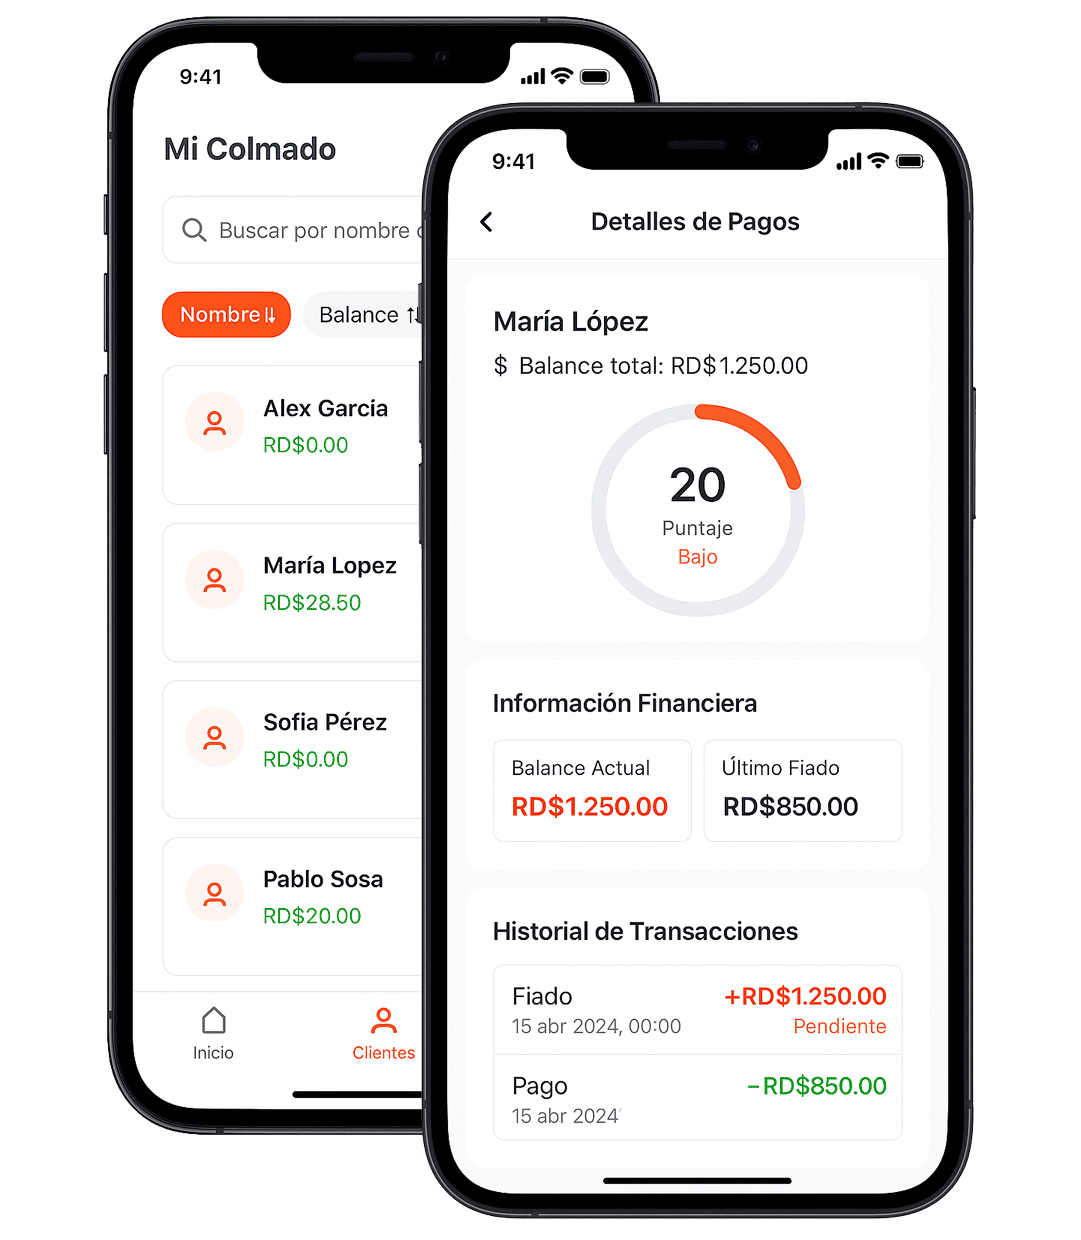 9:41
Mi Colmado
Buscar por nombre
Nombre
Balance
Alex Garcia
RD$0.00
María Lopez
RD$28.50
Sofia Pérez
RD$0.00
Pablo Sosa
RD$20.00
Inicio
Clientes
9:41
Detalles de Pagos
María López
$ Balance total: RD$1.250.00
20
Puntaje
Bajo
Información Financiera
Balance Actual
RD$1.250.00
Último Fiado
RD$850.00
Historial de Transacciones
Fiado
+RD$1.250.00
15 abr 2024, 00:00
Pendiente
Pago
–RD$850.00
15 abr 2024